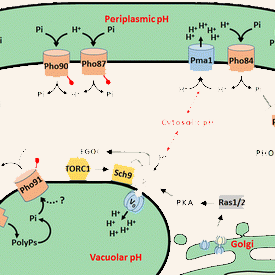 Periplasmic pH
Pi H⁺ Pi
H⁺ H⁺
H⁺ H⁺
H⁺ H⁺
H⁺ Pi
Pho90 Pho87
Pma1 Pho84
Pi Pi
Cytosolic pH
EGO
TORC1 Sch9
Pho91
V₀
Pi ?
PolyPs
H⁺
H⁺ H⁺
H⁺ H⁺
PKA Ras1/2
Golgi
Vacuolar pH